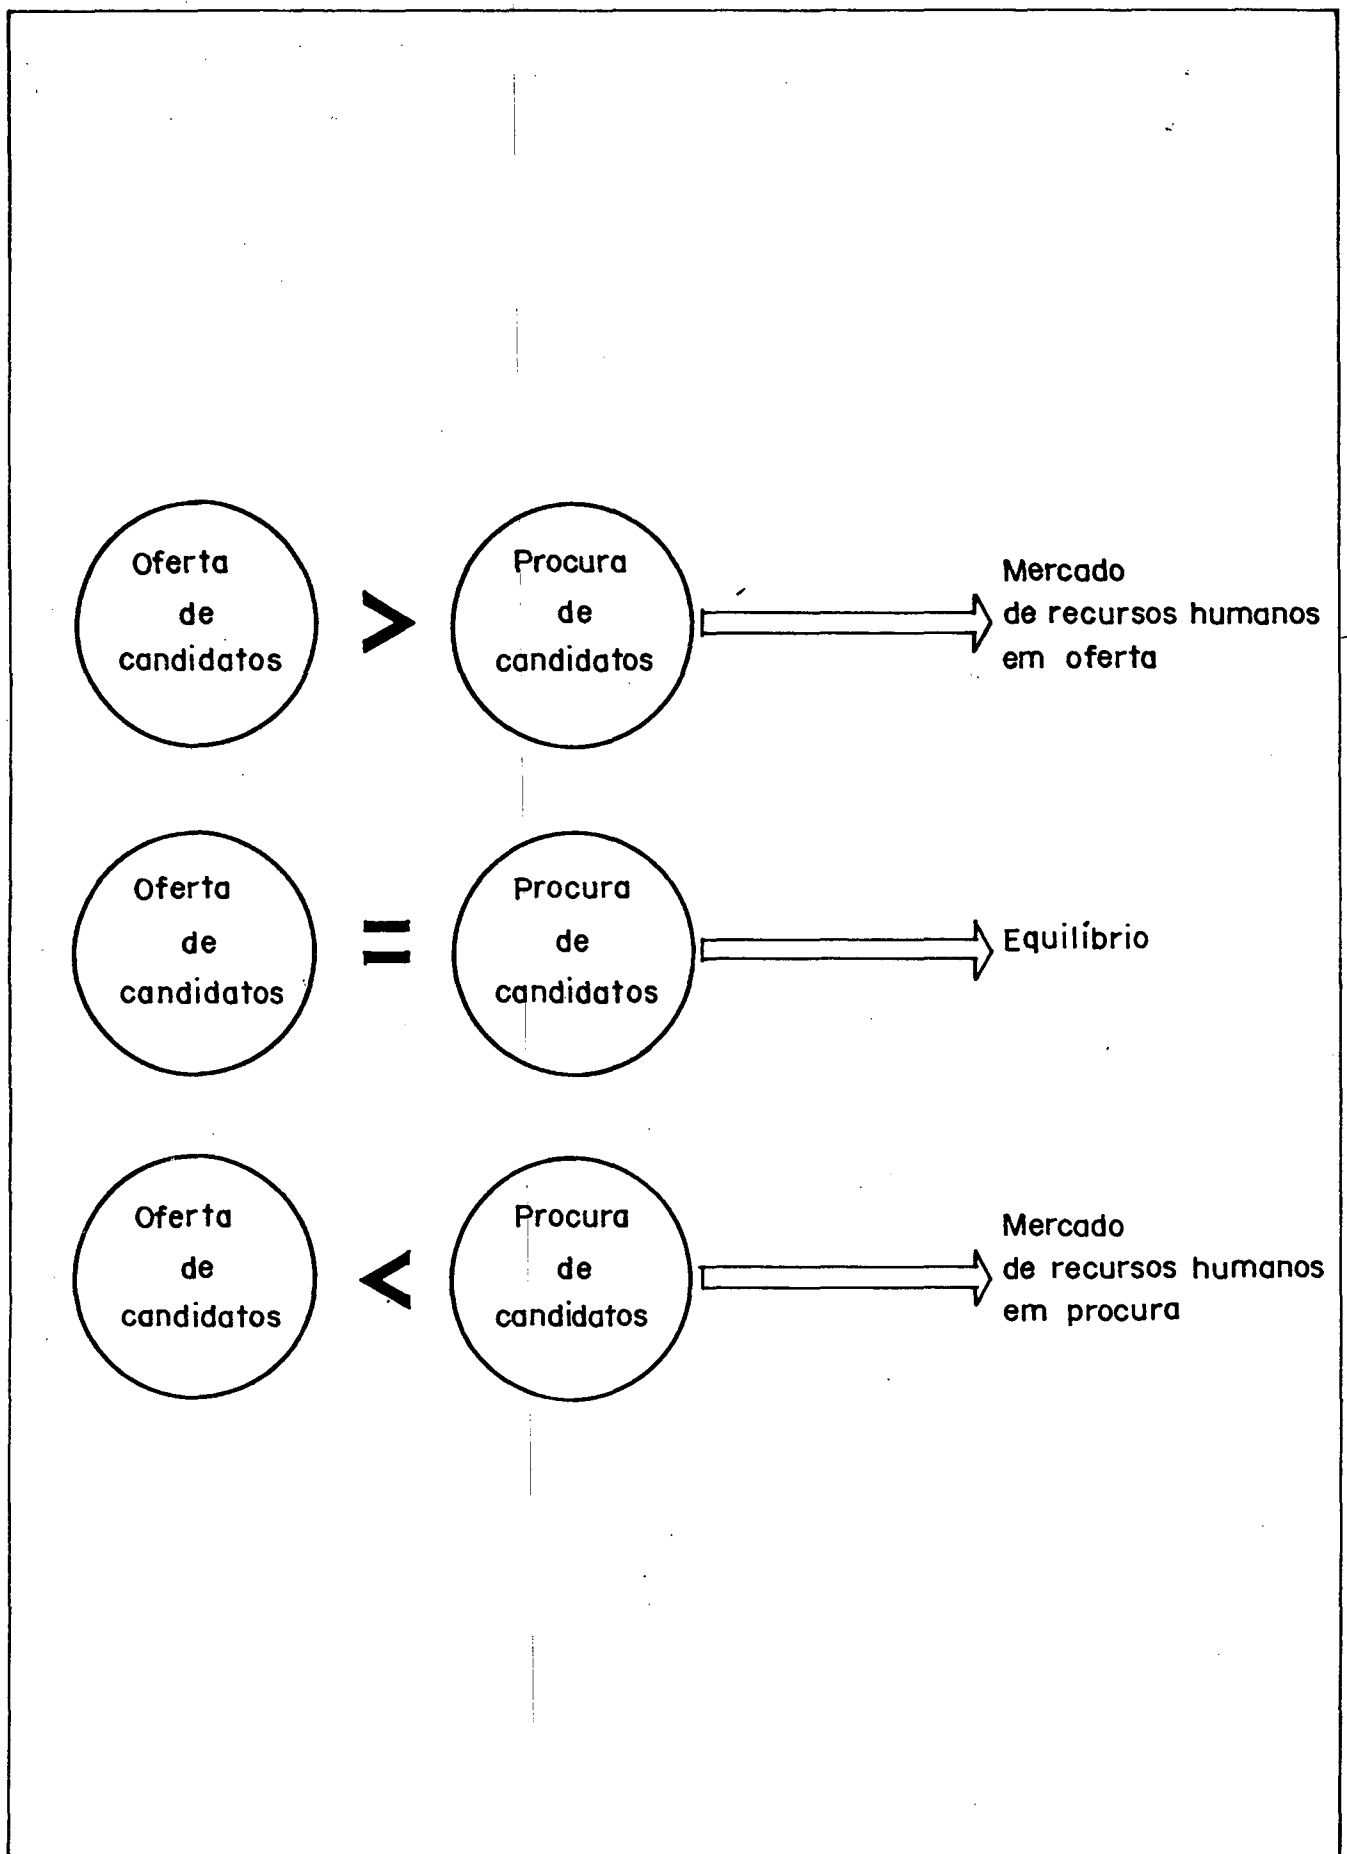 Oferta
de
candidatos
>
Procura
de
candidatos
Mercado
de recursos humanos
em oferta
Oferta
de
candidatos
=
Procura
de
candidatos
Equilíbrio
Oferta
de
candidatos
<
Procura
de
candidatos
Mercado
de recursos humanos
em procura